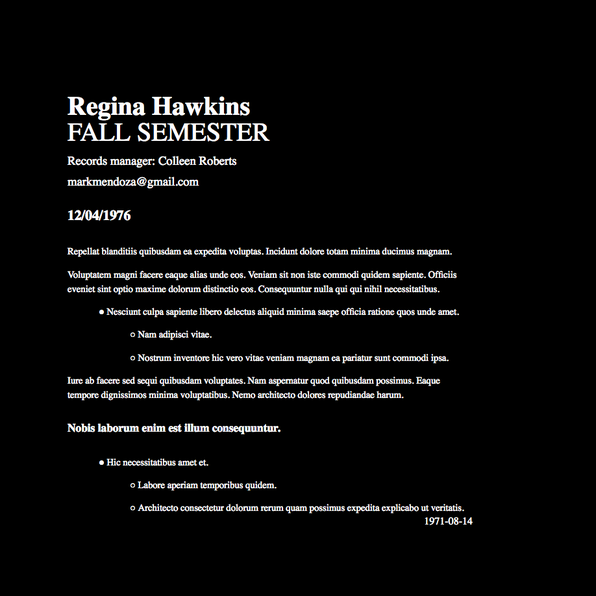 Regina Hawkins
FALL SEMESTER
Records manager: Colleen Roberts
markmendoza@gmail.com
12/04/1976
Repellat blanditiis quibusdam ea expedita voluptas. Incidunt dolore totam minima ducimus magnam.
Voluptatem magni facere eaque alias unde eos. Veniam sit non iste commodi quidem sapiente. Officiis
eveniet sint optio maxime dolorum distinctio eos. Consequuntur nulla qui qui nihil necessitatibus.
● Nesciunt culpa sapiente libero delectus aliquid minima saepe officia ratione quos unde amet.
○ Nam adipisci vitae.
○ Nostrum inventore hic vero vitae veniam magnam ea pariatur sunt commodi ipsa.
Iure ab facere sed sequi quibusdam voluptates. Nam aspernatur quod quibusdam possimus. Eaque
tempore dignissimos minima voluptatibus. Nemo architecto dolores repudiandae harum.
Nobis laborum enim est illum consequuntur.
● Hic necessitatibus amet et.
○ Labore aperiam temporibus quidem.
○ Architecto consectetur dolorum rerum quam possimus expedita explicabo ut veritatis.
1971-08-14